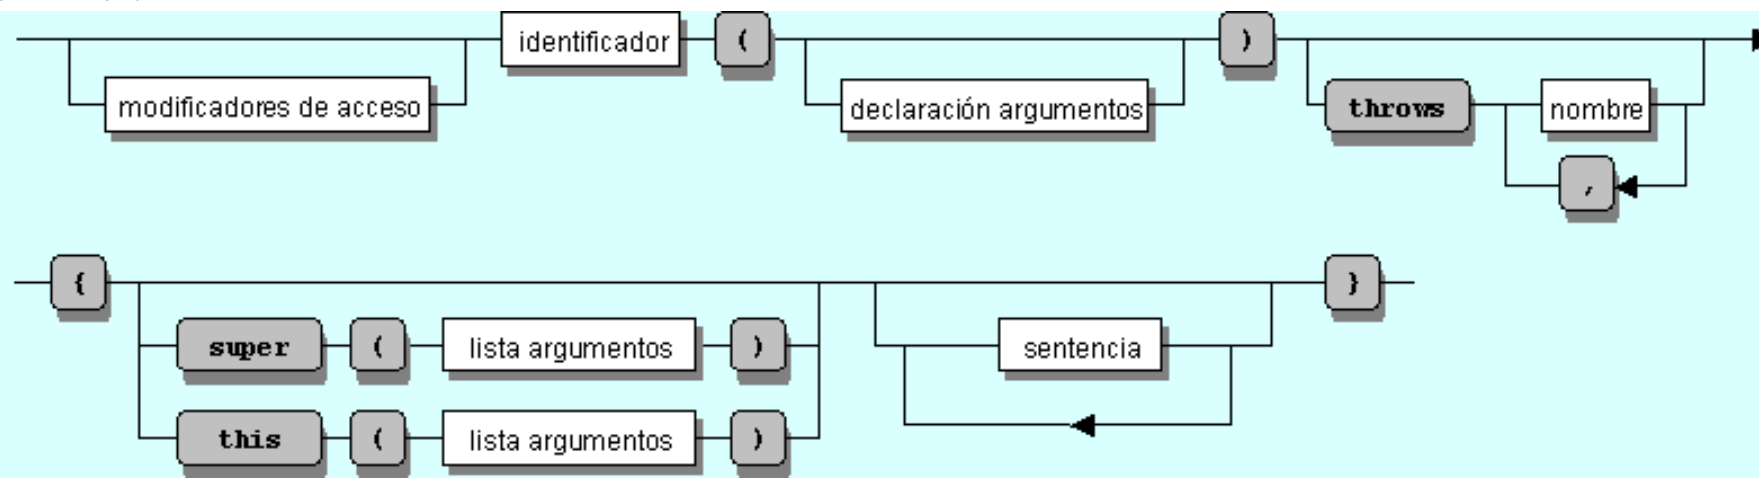 identificador ( )
modificadores de acceso declaración argumentos throws nombre
,
{ }
super ( lista argumentos ) sentencia
this ( lista argumentos )